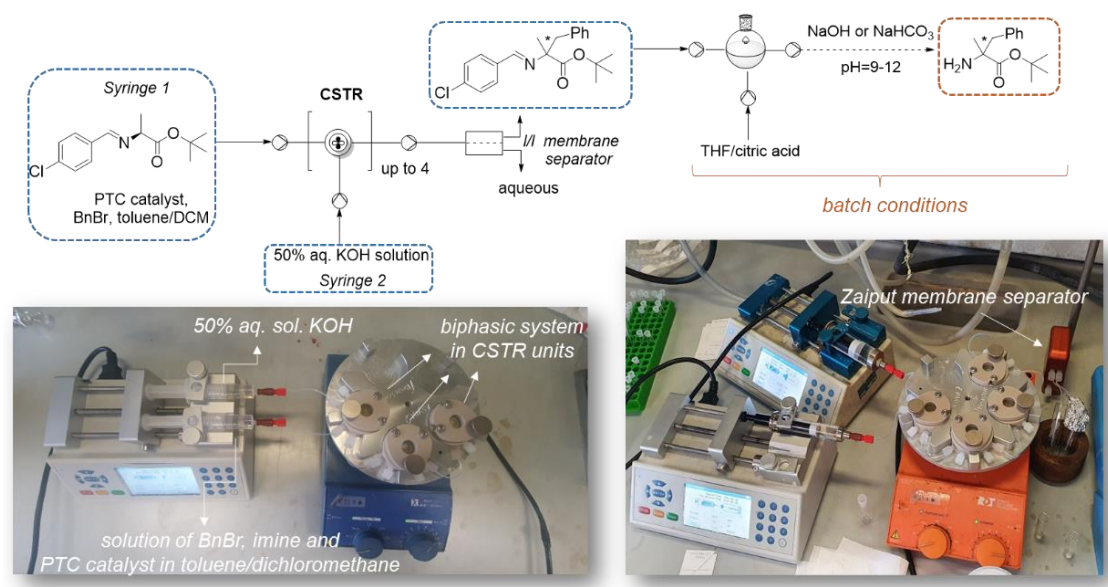 Syringe 1
Cl
N
O
O
PTC catalyst,
BnBr, toluene/DCM
CSTR
up to 4
50% aq. KOH solution
Syringe 2
l/l membrane
separator
aqueous
Ph
*
Cl
N
O
O
THF/citric acid
NaOH or NaHCO3
pH=9-12
Ph
*
H2N
O
O
batch conditions
50% aq. sol. KOH
biphasic system
in CSTR units
solution of BnBr, imine and
PTC catalyst in toluene/dichloromethane
Zaiput membrane separator